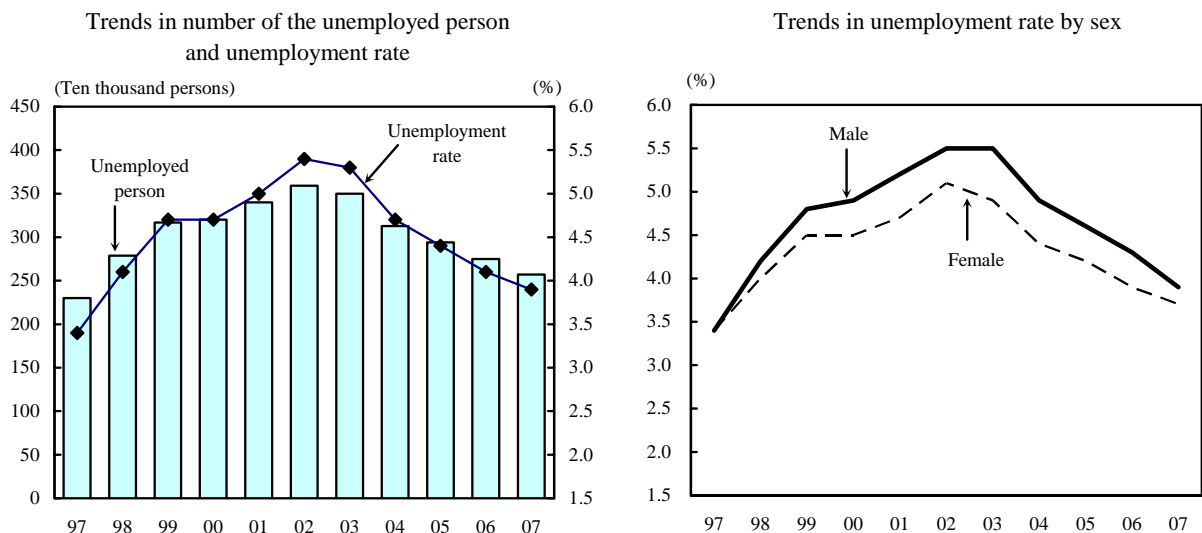 Trends in number of the unemployed person
and unemployment rate
(Ten thousand persons)
(%)
450
400
350
300
250
200
150
100
50
0
6.0
5.5
5.0
4.5
4.0
3.5
3.0
2.5
2.0
1.5
Unemployed
person
Unemployment
rate
97 98 99 00 01 02 03 04 05 06 07
Trends in unemployment rate by sex
(%)
6.0
5.5
5.0
4.5
4.0
3.5
3.0
2.5
2.0
1.5
Male
Female
97 98 99 00 01 02 03 04 05 06 07